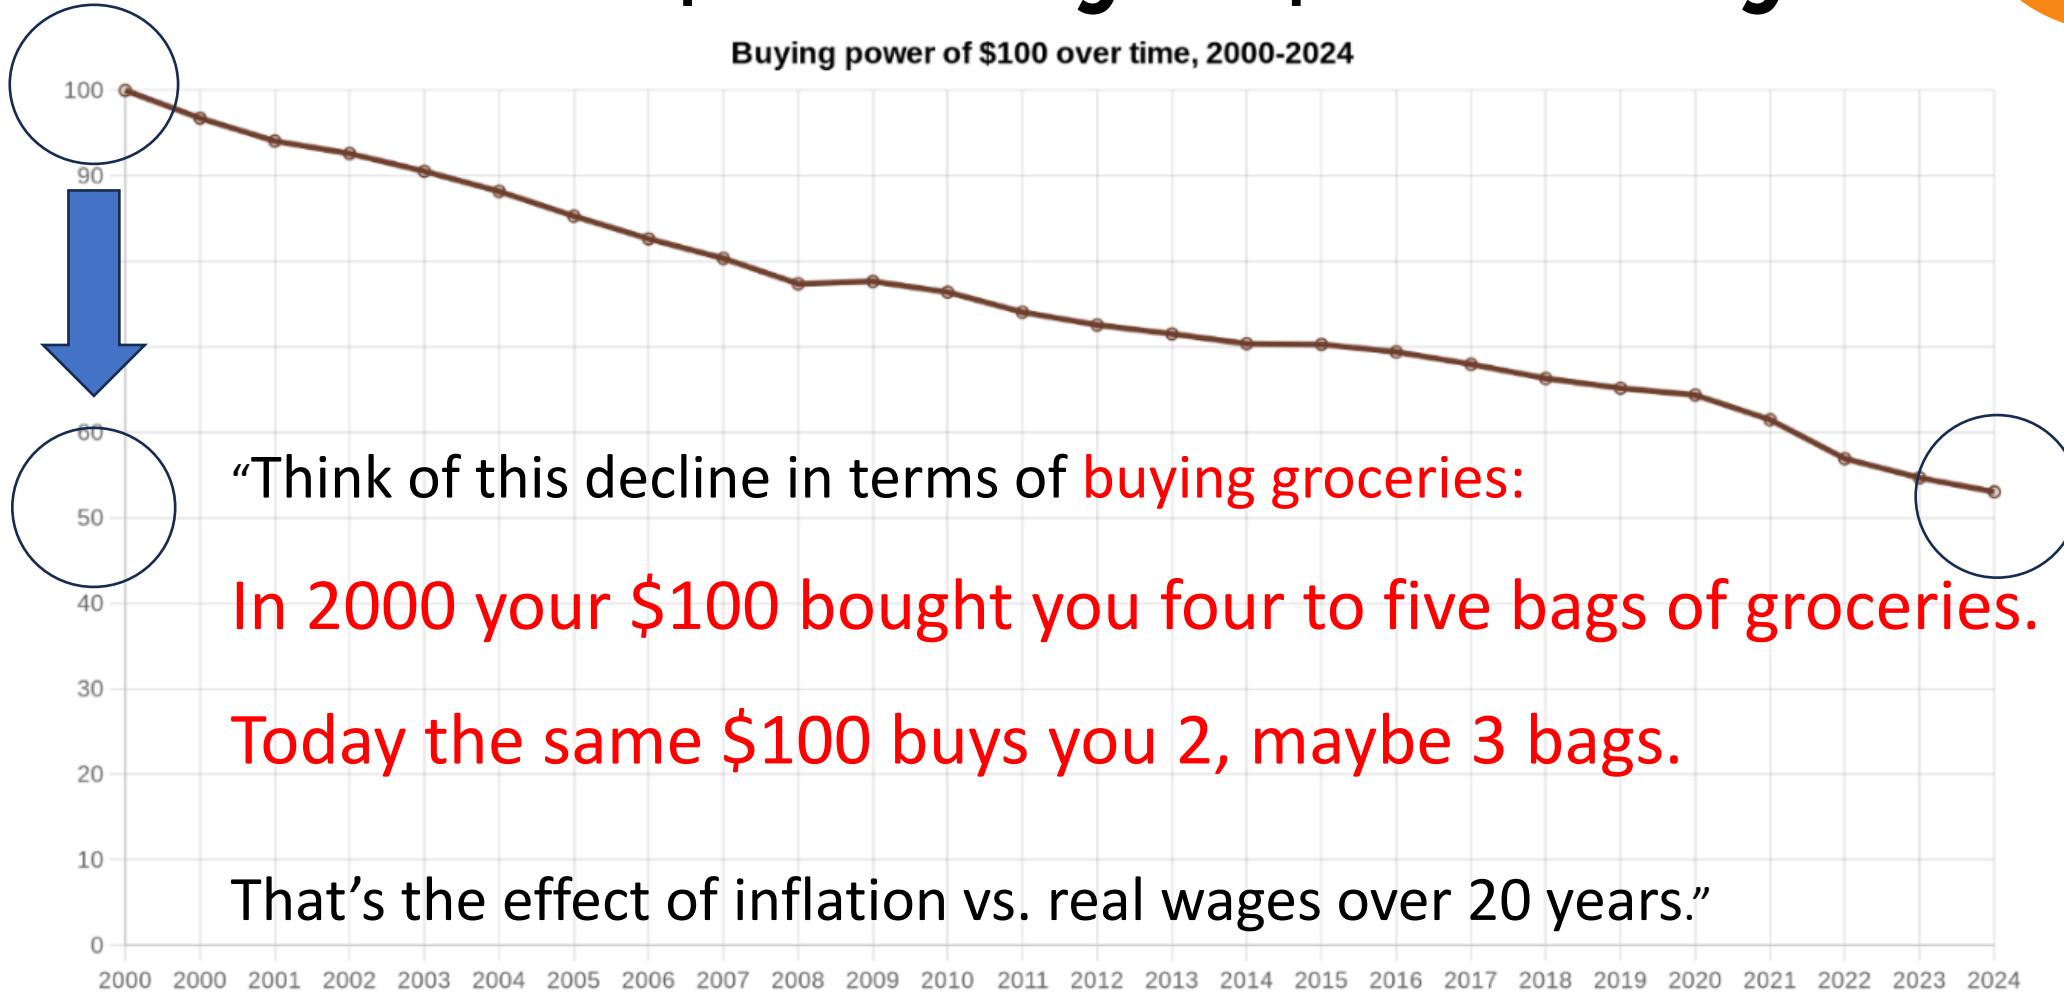 Buying power of $100 over time, 2000-2024
100
90
60
50
40
30
20
10
0
“Think of this decline in terms of buying groceries:
In 2000 your $100 bought you four to five bags of groceries.
Today the same $100 buys you 2, maybe 3 bags.
That’s the effect of inflation vs. real wages over 20 years.”
2000 2000 2001 2002 2003 2004 2005 2006 2007 2008 2009 2010 2011 2012 2013 2014 2015 2016 2017 2018 2019 2020 2021 2022 2023 2024